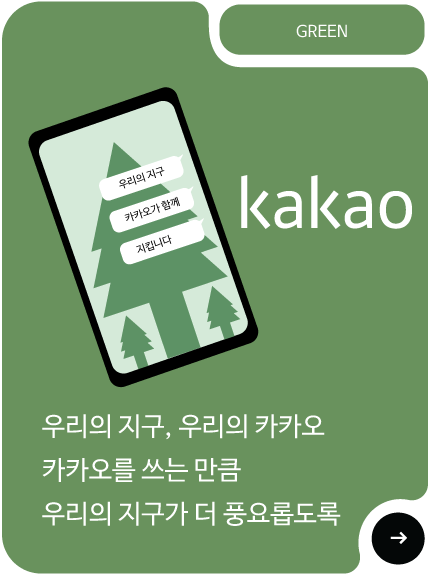 GREEN
우리의 지구
카카오가 함께
지킵니다
kakao
우리의 지구, 우리의 카카오
카카오를 쓰는 만큼
우리의 지구가 더 풍요롭도록